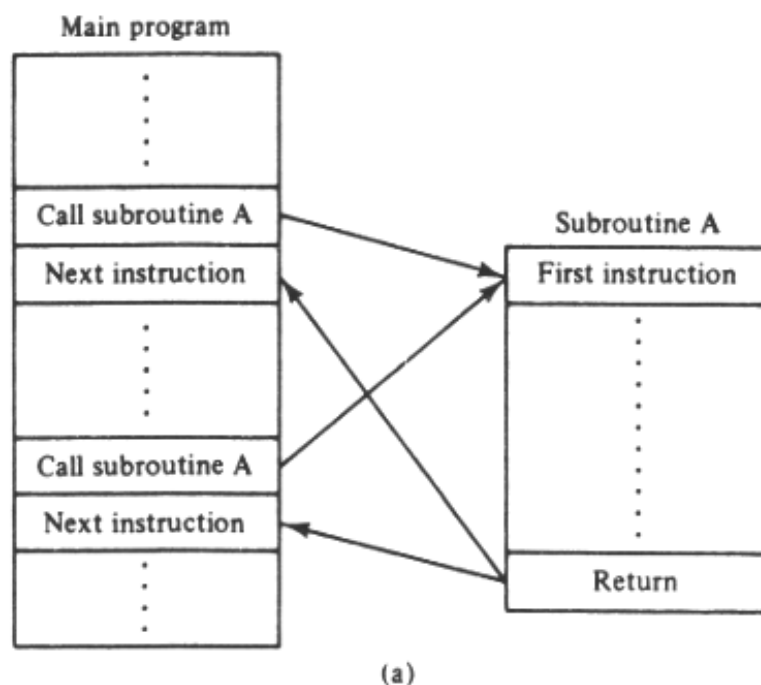 Main program
Call subroutine A
Next instruction
Call subroutine A
Next instruction
Subroutine A
First instruction
Return
(a)